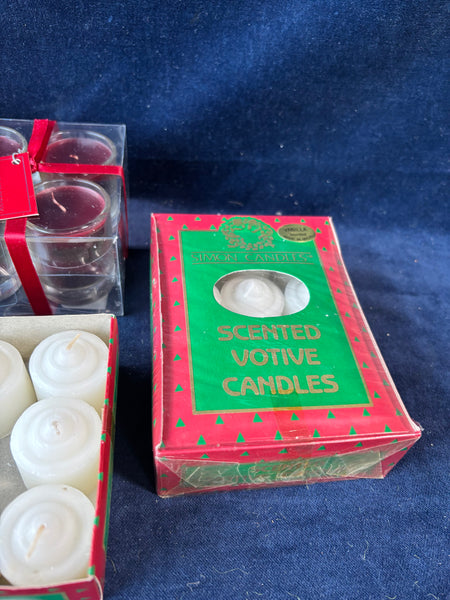 VANILLA
SIMON CANDLES
SCENTED
VOTIVE
CANDLES